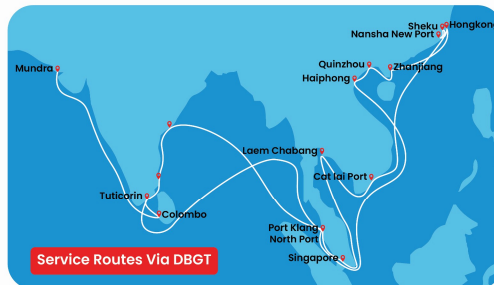 Sheku
Hongkong
Nansha New Port
Mundra
Quinzhou
Zhanjiang
Haiphong
Laem Chabang
Cat lai Port
Tuticorin
Colombo
Port Klang
North Port
Singapore
Service Routes Via DBGT